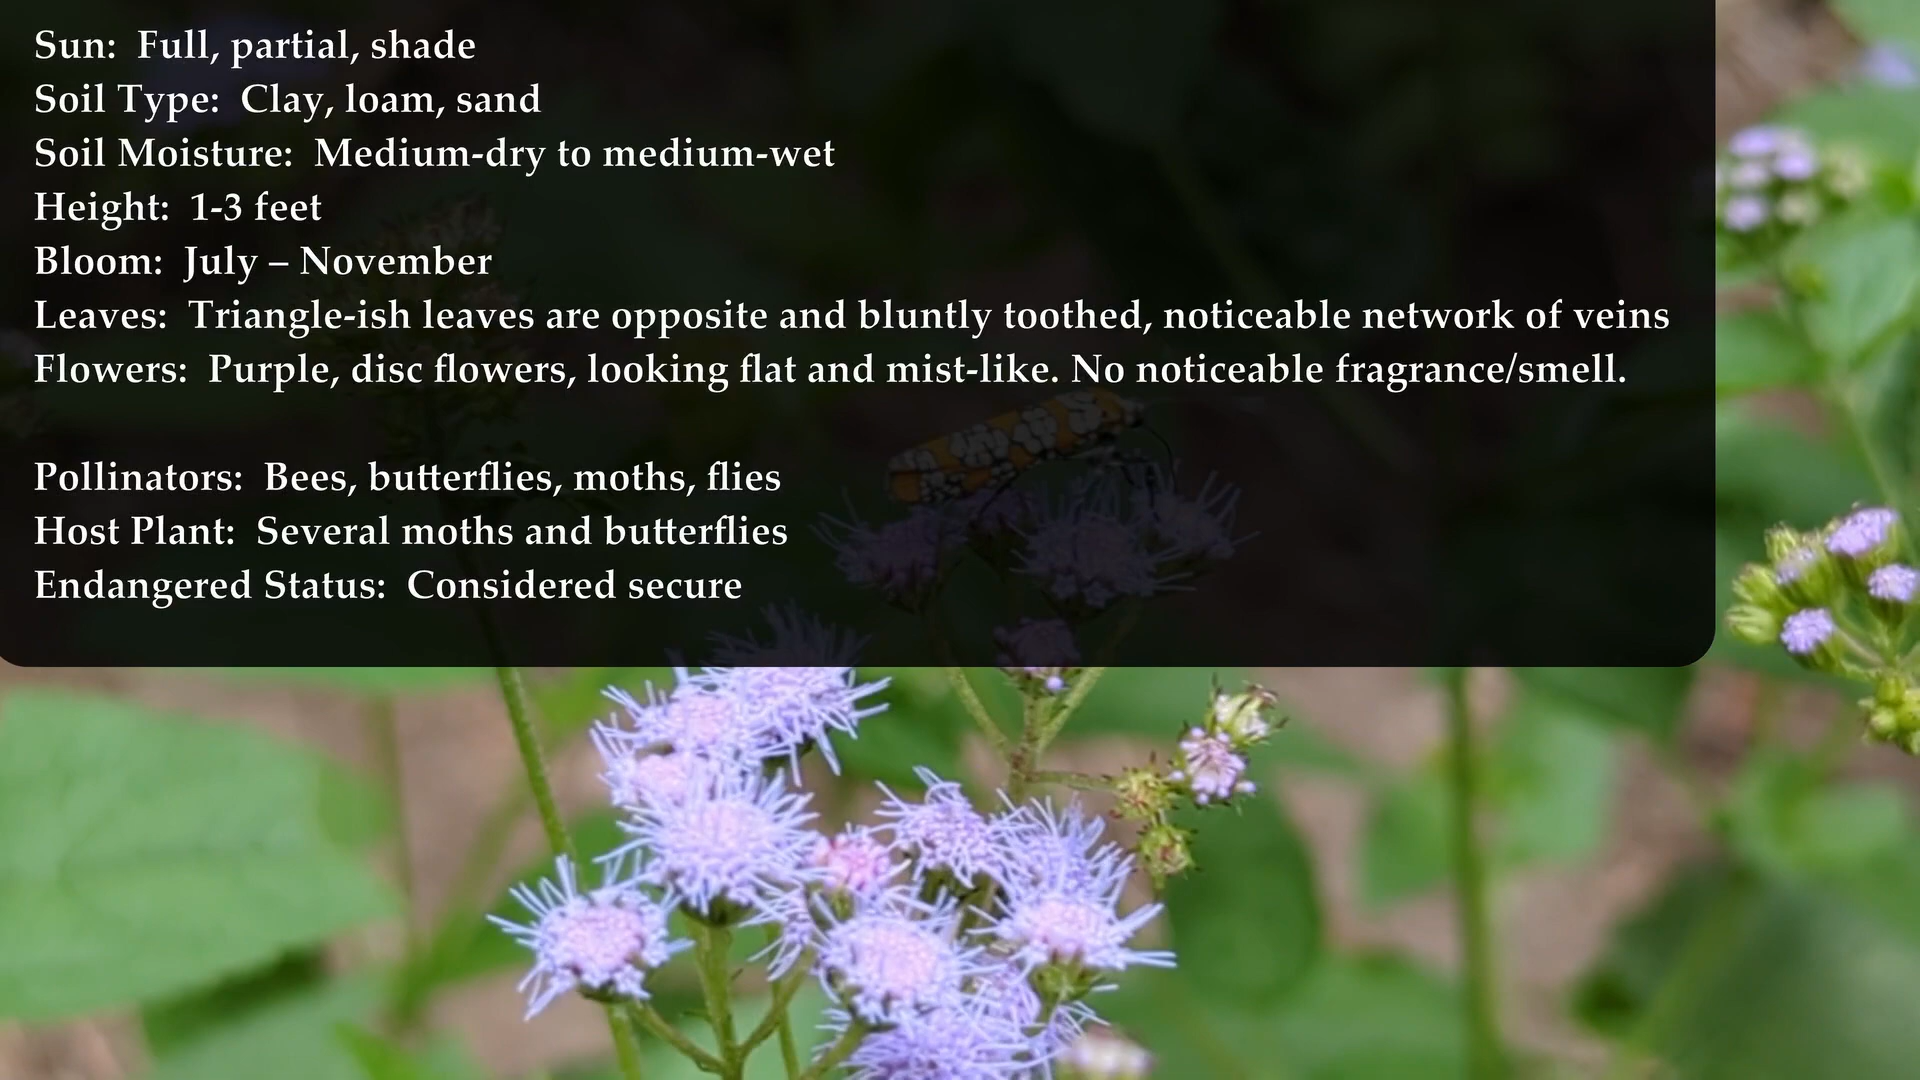 Sun: Full, partial, shade
Soil Type: Clay, loam, sand
Soil Moisture: Medium-dry to medium-wet
Height: 1-3 feet
Bloom: July – November
Leaves: Triangle-ish leaves are opposite and bluntly toothed, noticeable network of veins
Flowers: Purple, disc flowers, looking flat and mist-like. No noticeable fragrance/smell.
Pollinators: Bees, butterflies, moths, flies
Host Plant: Several moths and butterflies
Endangered Status: Considered secure